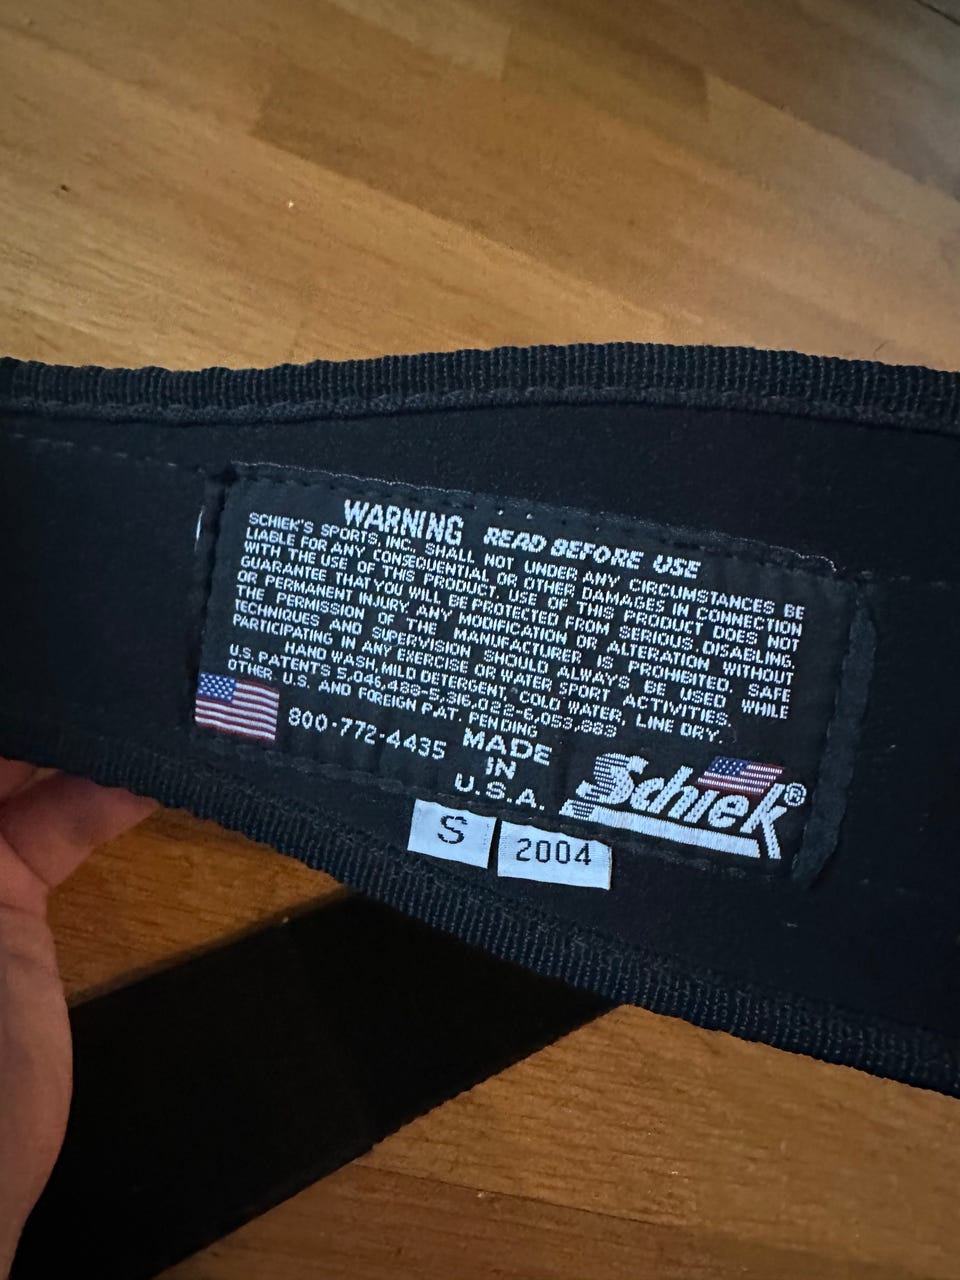 WARNING READ BEFORE USE
SCHIEK'S SPORTS, INC., SHALL NOT UNDER ANY CIRCUMSTANCES BE
LIABLE FOR ANY CONSEQUENTIAL OR OTHER DAMAGES IN CONNECTION
WITH THE USE OF THIS PRODUCT. USE OF THIS PRODUCT DOES NOT
GUARANTEE THAT YOU WILL BE PROTECTED FROM SERIOUS, DISABLING,
OR PERMANENT INJURY. ANY MODIFICATION OF ALTERATION WITHOUT
THE PERMISSION OF THE MANUFACTURER IS PROHIBITED. SAFE
TECHNIQUES AND SUPERVISION SHOULD ALWAYS BE USED WHILE
PARTICIPATING IN ANY EXERCISE OR WATER SPORT ACTIVITIES.
HAND WASH, MILD DETERGENT, COLD WATER, LINE DRY.
U.S. PATENT'S 5,046,488-5,316,022-6,053,883
OTHER U.S. AND FOREIGN PAT. PENDING
800-772-4435
MADE
IN
U.S.A.
Schiek®
S
2004